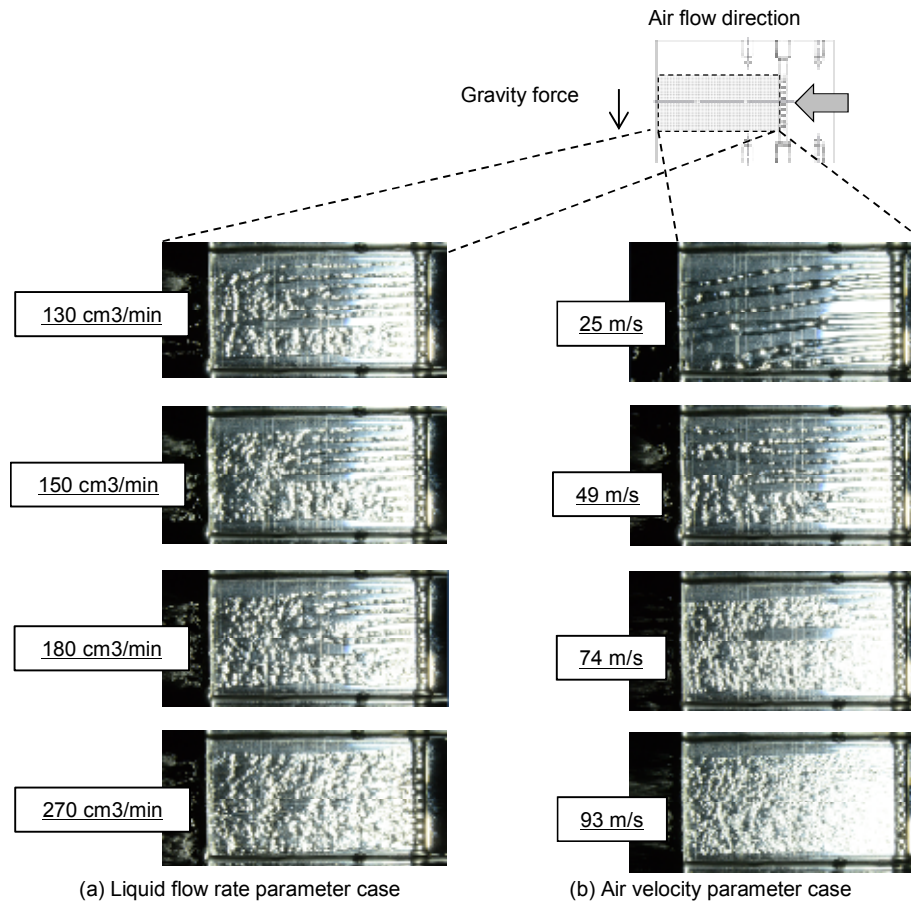 Air flow direction
Gravity force
130 cm3/min
25 m/s
150 cm3/min
49 m/s
180 cm3/min
74 m/s
270 cm3/min
93 m/s
(a) Liquid flow rate parameter case
(b) Air velocity parameter case